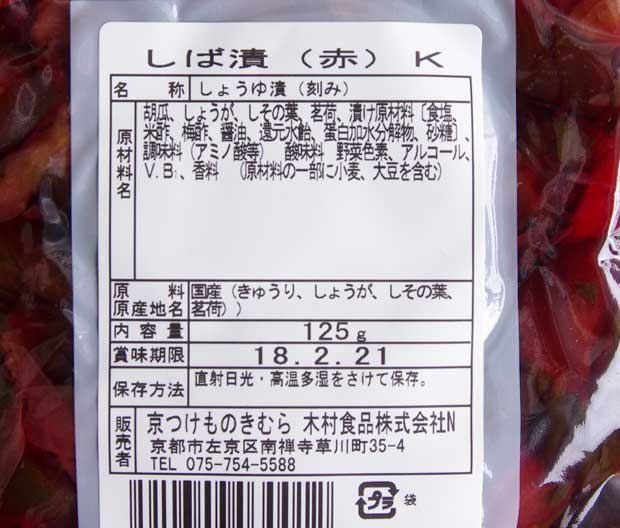 しば漬（赤）K
名 称 しょうゆ漬（刻み）
原材料名
胡瓜、しょうが、しその葉、茗荷、漬け原材料〔食塩、
米酢、梅酢、醤油、還元水飴、蛋白加水分解物、砂糖〕、
調味料（アミノ酸等） 酸味料 野菜色素、アルコール、
V.B₁、香料 （原材料の一部に小麦、大豆を含む）
原料原産地名
国産（きゅうり、しょうが、しその葉、
茗荷））
内容量 125g
賞味期限 18.2.21
保存方法 直射日光・高温多湿をさけて保存。
販売者
京つけものきむら 木村食品株式会社N
京都市左京区南禅寺草川町35-4
TEL 075-754-5588
プラ 袋